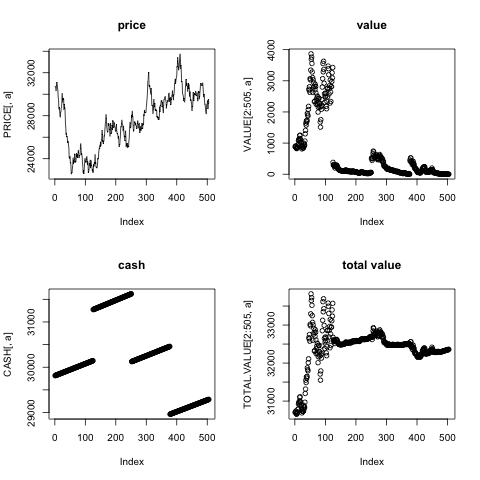 price
PRICE[, a]
24000 28000 32000
0 100 200 300 400 500
Index
value
VALUE[2:505, a]
0 1000 2000 3000 4000
0 100 200 300 400 500
Index
cash
CASH[, a]
29000 30000 31000
0 100 200 300 400 500
Index
total value
TOTAL.VALUE[2:505, a]
31000 32000 33000
0 100 200 300 400 500
Index